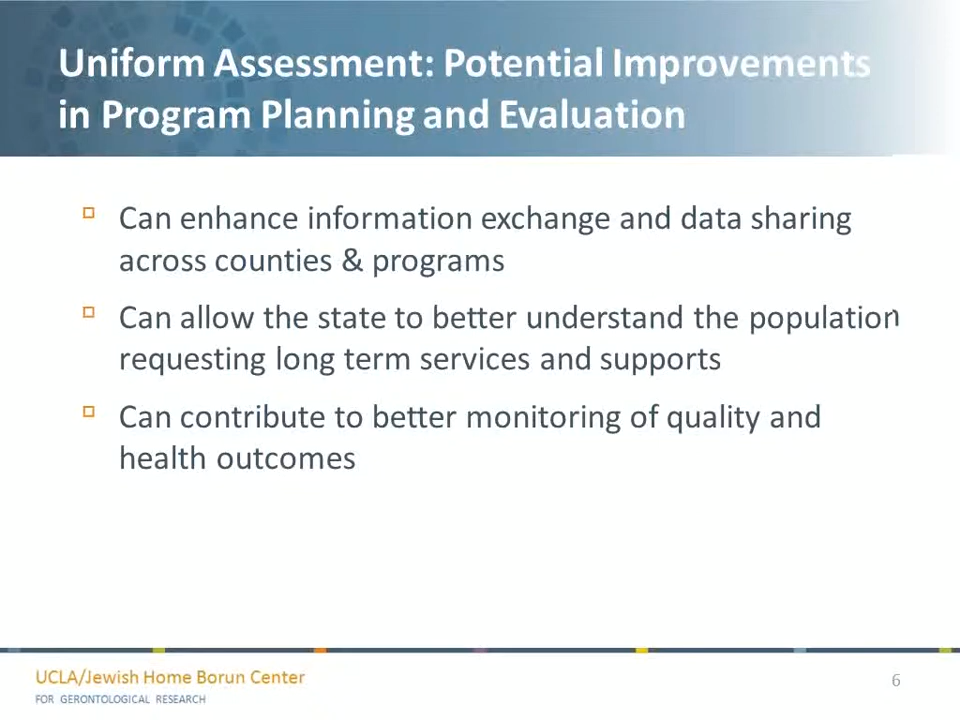 Uniform Assessment: Potential Improvements
in Program Planning and Evaluation
Can enhance information exchange and data sharing
across counties & programs
Can allow the state to better understand the population
requesting long term services and supports
Can contribute to better monitoring of quality and
health outcomes
UCLA/Jewish Home Borun Center
FOR GERONTOLOGICAL RESEARCH
6